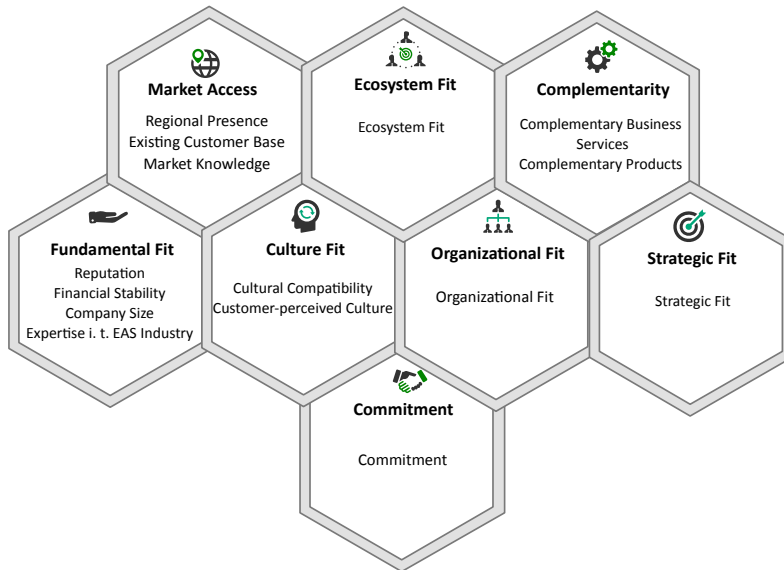 Market Access
Regional Presence
Existing Customer Base
Market Knowledge
Ecosystem Fit
Ecosystem Fit
Complementarity
Complementary Business
Services
Complementary Products
Fundamental Fit
Reputation
Financial Stability
Company Size
Expertise i. t. EAS Industry
Culture Fit
Cultural Compatibility
Customer-perceived Culture
Organizational Fit
Organizational Fit
Strategic Fit
Strategic Fit
Commitment
Commitment